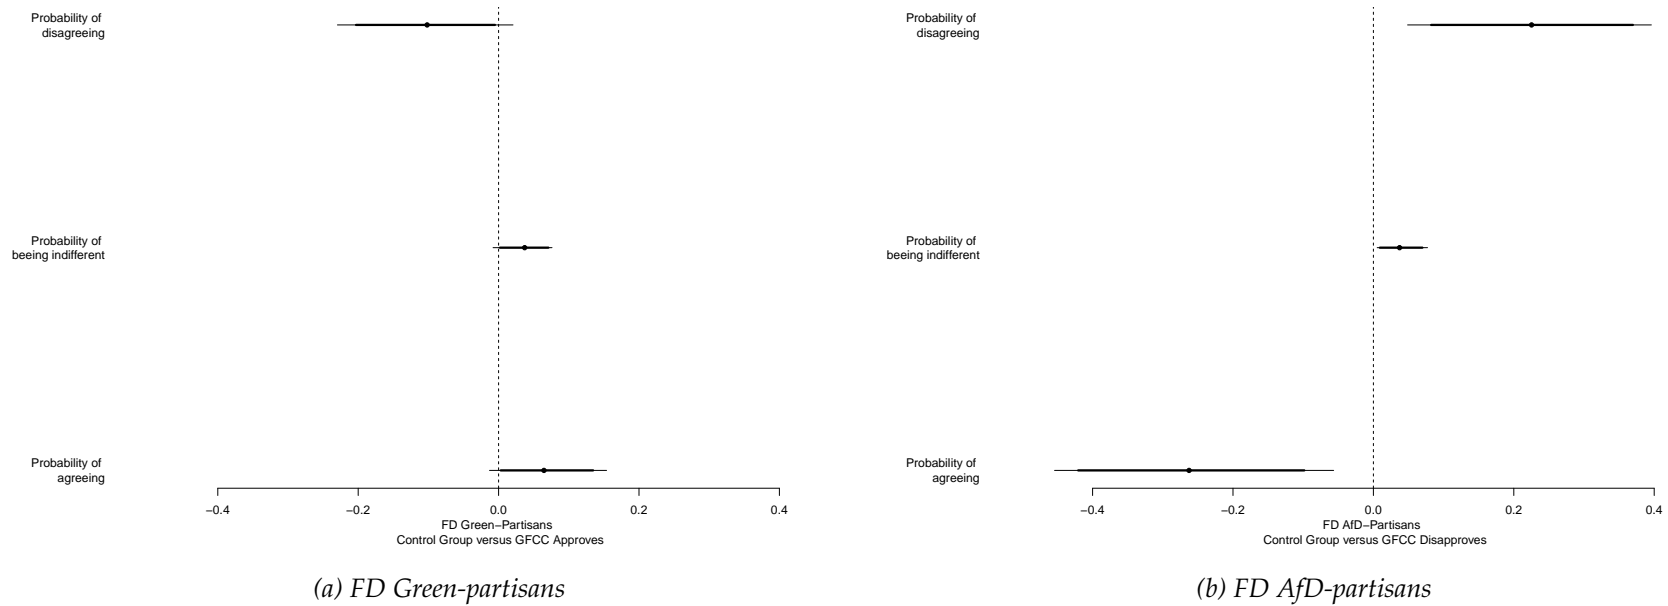 Probability of
disagreeing
Probability of
beeing indifferent
Probability of
agreeing
−0.4 −0.2 0.0 0.2 0.4
FD Green−Partisans
Control Group versus GFCC Approves
(a) FD Green-partisans
Probability of
disagreeing
Probability of
beeing indifferent
Probability of
agreeing
−0.4 −0.2 0.0 0.2 0.4
FD AfD−Partisans
Control Group versus GFCC Disapproves
(b) FD AfD-partisans